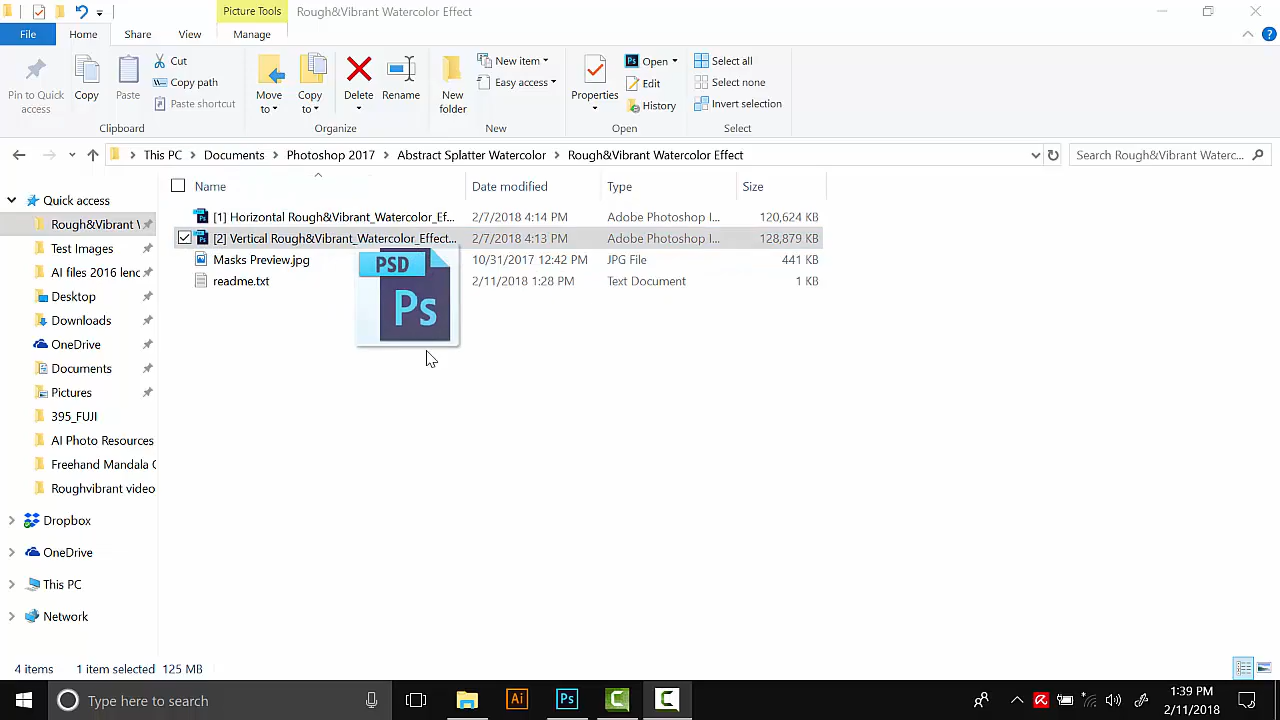 Picture Tools Rough&Vibrant Watercolor Effect
File Home Share View Manage
Pin to Quick access
Copy
Paste
Cut
Copy path
Paste shortcut
Clipboard
Move to
Copy to
Delete
Rename
Organize
New folder
New item
Easy access
New
Properties
Open
Edit
History
Open
Select all
Select none
Invert selection
Select
This PC Documents Photoshop 2017 Abstract Splatter Watercolor Rough&Vibrant Watercolor Effect
Search Rough&Vibrant Waterc...
Name Date modified Type Size
[1] Horizontal Rough&Vibrant_Watercolor_Ef... 2/7/2018 4:14 PM Adobe Photoshop I... 120,624 KB
[2] Vertical Rough&Vibrant_Watercolor_Effect... 2/7/2018 4:13 PM Adobe Photoshop I... 128,879 KB
Masks Preview.jpg 10/31/2017 12:42 PM JPG File 441 KB
readme.txt 2/11/2018 1:28 PM Text Document 1 KB
PSD
Ps
Quick access
Rough&Vibrant \
Test Images
AI files 2016 lenc
Desktop
Downloads
OneDrive
Documents
Pictures
395_FUJI
AI Photo Resources
Freehand Mandala C
Roughvibrant video
Dropbox
OneDrive
This PC
Network
4 items 1 item selected 125 MB
Type here to search
Ai
Ps
1:39 PM
2/11/2018